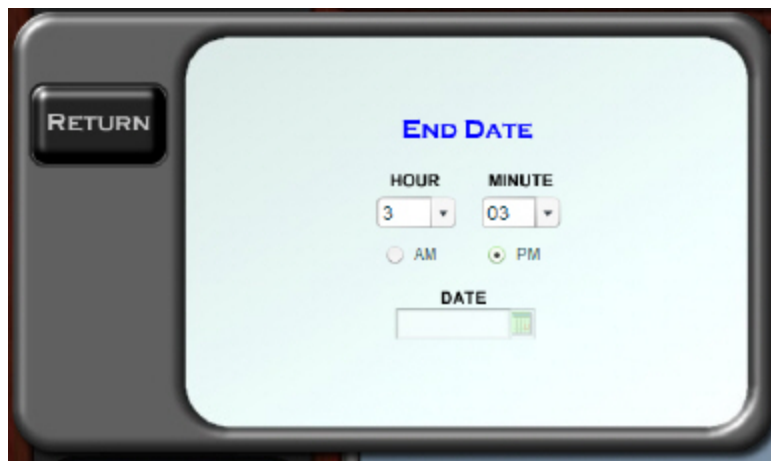 RETURN
END DATE
HOUR MINUTE
3 03
AM PM
DATE